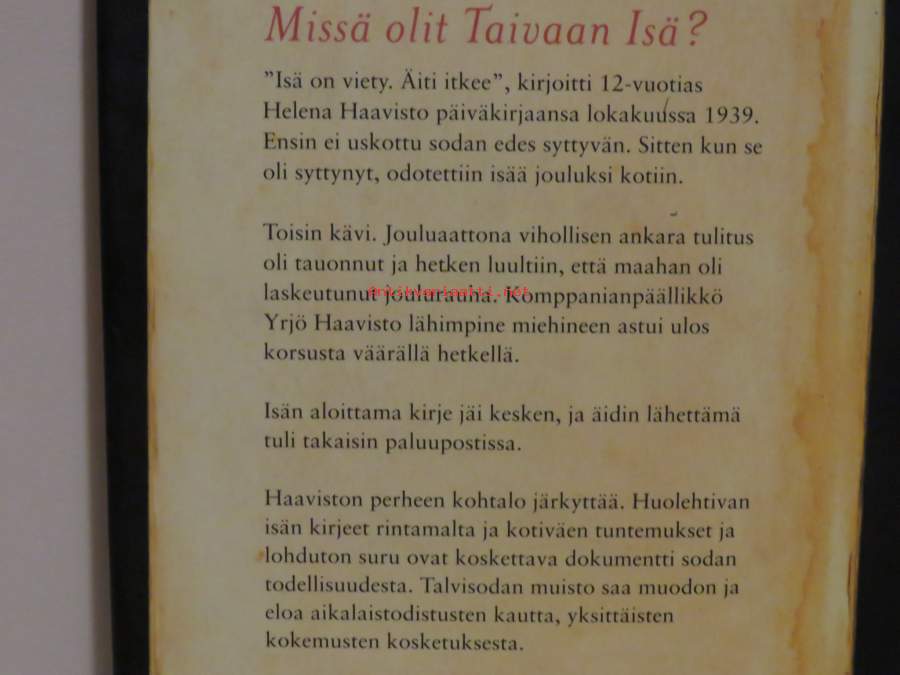 Missä olit Taivaan Isä?
"Isä on viety. Äiti itkee", kirjoitti 12-vuotias
Helena Haavisto päiväkirjaansa lokakuussa 1939.
Ensin ei uskottu sodan edes syttyvän. Sitten kun se
oli syttynyt, odotettiin isää jouluksi kotiin.
Toisin kävi. Jouluaattona vihollisen ankara tulitus
oli tauonnut ja hetken luultiin, että maahan oli
laskeutunut joulurauha. Komppanianpäällikkö
antikvariaatti.net
Yrjö Haavisto lähimpine miehineen astui ulos
korsusta väärällä hetkellä.
Isän aloittama kirje jäi kesken, ja äidin lähettämä
tuli takaisin paluupostissa.
Haaviston perheen kohtalo järkyttää. Huolehtivan
isän kirjeet rintamalta ja kotiväen tuntemukset ja
lohduton suru ovat koskettava dokumentti sodan
todellisuudesta. Talvisodan muisto saa muodon ja
eloa aikalaistodistusten kautta, yksittäisten
kokemusten kosketuksesta.